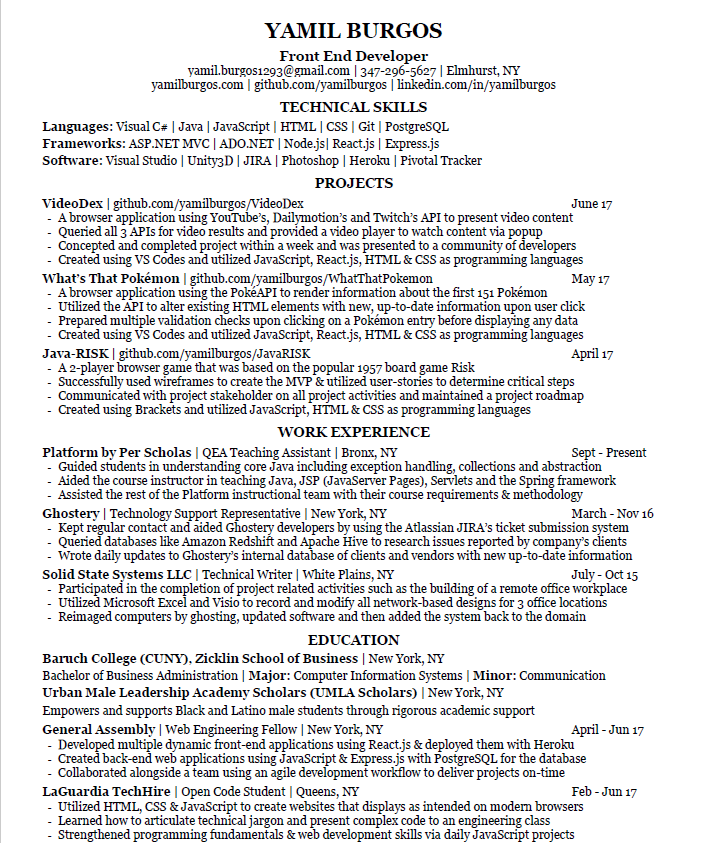 YAMIL BURGOS
Front End Developer
yamil.burgos1293@gmail.com | 347-296-5627 | Elmhurst, NY
yamilburgos.com | github.com/yamilburgos | linkedin.com/in/yamilburgos
TECHNICAL SKILLS
Languages: Visual C# | Java | JavaScript | HTML | CSS | Git | PostgreSQL
Frameworks: ASP.NET MVC | ADO.NET | Node.js| React.js | Express.js
Software: Visual Studio | Unity3D | JIRA | Photoshop | Heroku | Pivotal Tracker
PROJECTS
VideoDex | github.com/yamilburgos/VideoDex June 17
- A browser application using YouTube's, Dailymotion's and Twitch's API to present video content
- Queried all 3 APIs for video results and provided a video player to watch content via popup
- Concepted and completed project within a week and was presented to a community of developers
- Created using VS Codes and utilized JavaScript, React.js, HTML & CSS as programming languages
What's That Pokémon | github.com/yamilburgos/WhatThatPokemon May 17
- A browser application using the PokéAPI to render information about the first 151 Pokémon
- Utilized the API to alter existing HTML elements with new, up-to-date information upon user click
- Prepared multiple validation checks upon clicking on a Pokémon entry before displaying any data
- Created using VS Codes and utilized JavaScript, React.js, HTML & CSS as programming languages
Java-RISK | github.com/yamilburgos/JavaRISK April 17
- A 2-player browser game that was based on the popular 1957 board game Risk
- Successfully used wireframes to create the MVP & utilized user-stories to determine critical steps
- Communicated with project stakeholder on all project activities and maintained a project roadmap
- Created using Brackets and utilized JavaScript, HTML & CSS as programming languages
WORK EXPERIENCE
Platform by Per Scholas | QEA Teaching Assistant | Bronx, NY Sept - Present
- Guided students in understanding core Java including exception handling, collections and abstraction
- Aided the course instructor in teaching Java, JSP (JavaServer Pages), Servlets and the Spring framework
- Assisted the rest of the Platform instructional team with their course requirements & methodology
Ghostery | Technology Support Representative | New York, NY March - Nov 16
- Kept regular contact and aided Ghostery developers by using the Atlassian JIRA's ticket submission system
- Queried databases like Amazon Redshift and Apache Hive to research issues reported by company's clients
- Wrote daily updates to Ghostery's internal database of clients and vendors with new up-to-date information
Solid State Systems LLC | Technical Writer | White Plains, NY July - Oct 15
- Participated in the completion of project related activities such as the building of a remote office workplace
- Utilized Microsoft Excel and Visio to record and modify all network-based designs for 3 office locations
- Reimaged computers by ghosting, updated software and then added the system back to the domain
EDUCATION
Baruch College (CUNY), Zicklin School of Business | New York, NY
Bachelor of Business Administration | Major: Computer Information Systems | Minor: Communication
Urban Male Leadership Academy Scholars (UMLA Scholars) | New York, NY
Empowers and supports Black and Latino male students through rigorous academic support
General Assembly | Web Engineering Fellow | New York, NY April - Jun 17
- Developed multiple dynamic front-end applications using React.js & deployed them with Heroku
- Created back-end web applications using JavaScript & Express.js with PostgreSQL for the database
- Collaborated alongside a team using an agile development workflow to deliver projects on-time
LaGuardia TechHire | Open Code Student | Queens, NY Feb - Jun 17
- Utilized HTML, CSS & JavaScript to create websites that displays as intended on modern browsers
- Learned how to articulate technical jargon and present complex code to an engineering class
- Strengthened programming fundamentals & web development skills via daily JavaScript projects